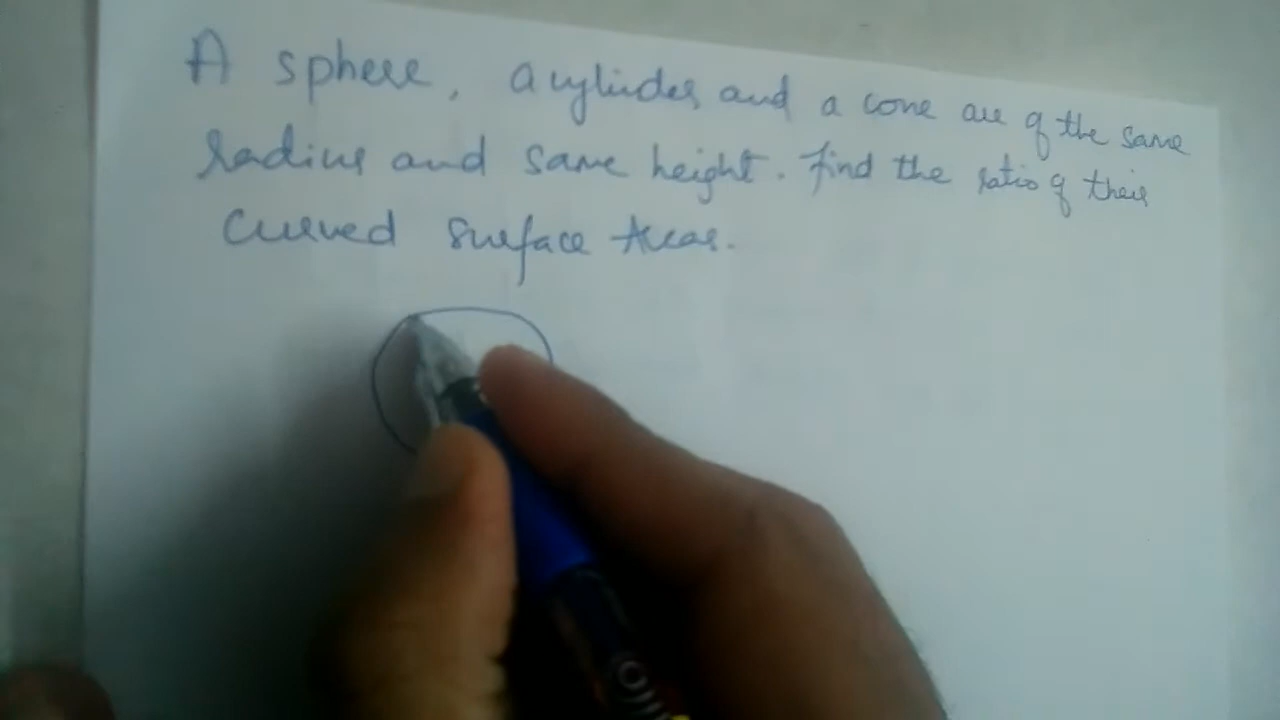 A sphere, a cylinder, and a cone are of the same
radius and same height. Find the ratio of their
Curved Surface Areas.